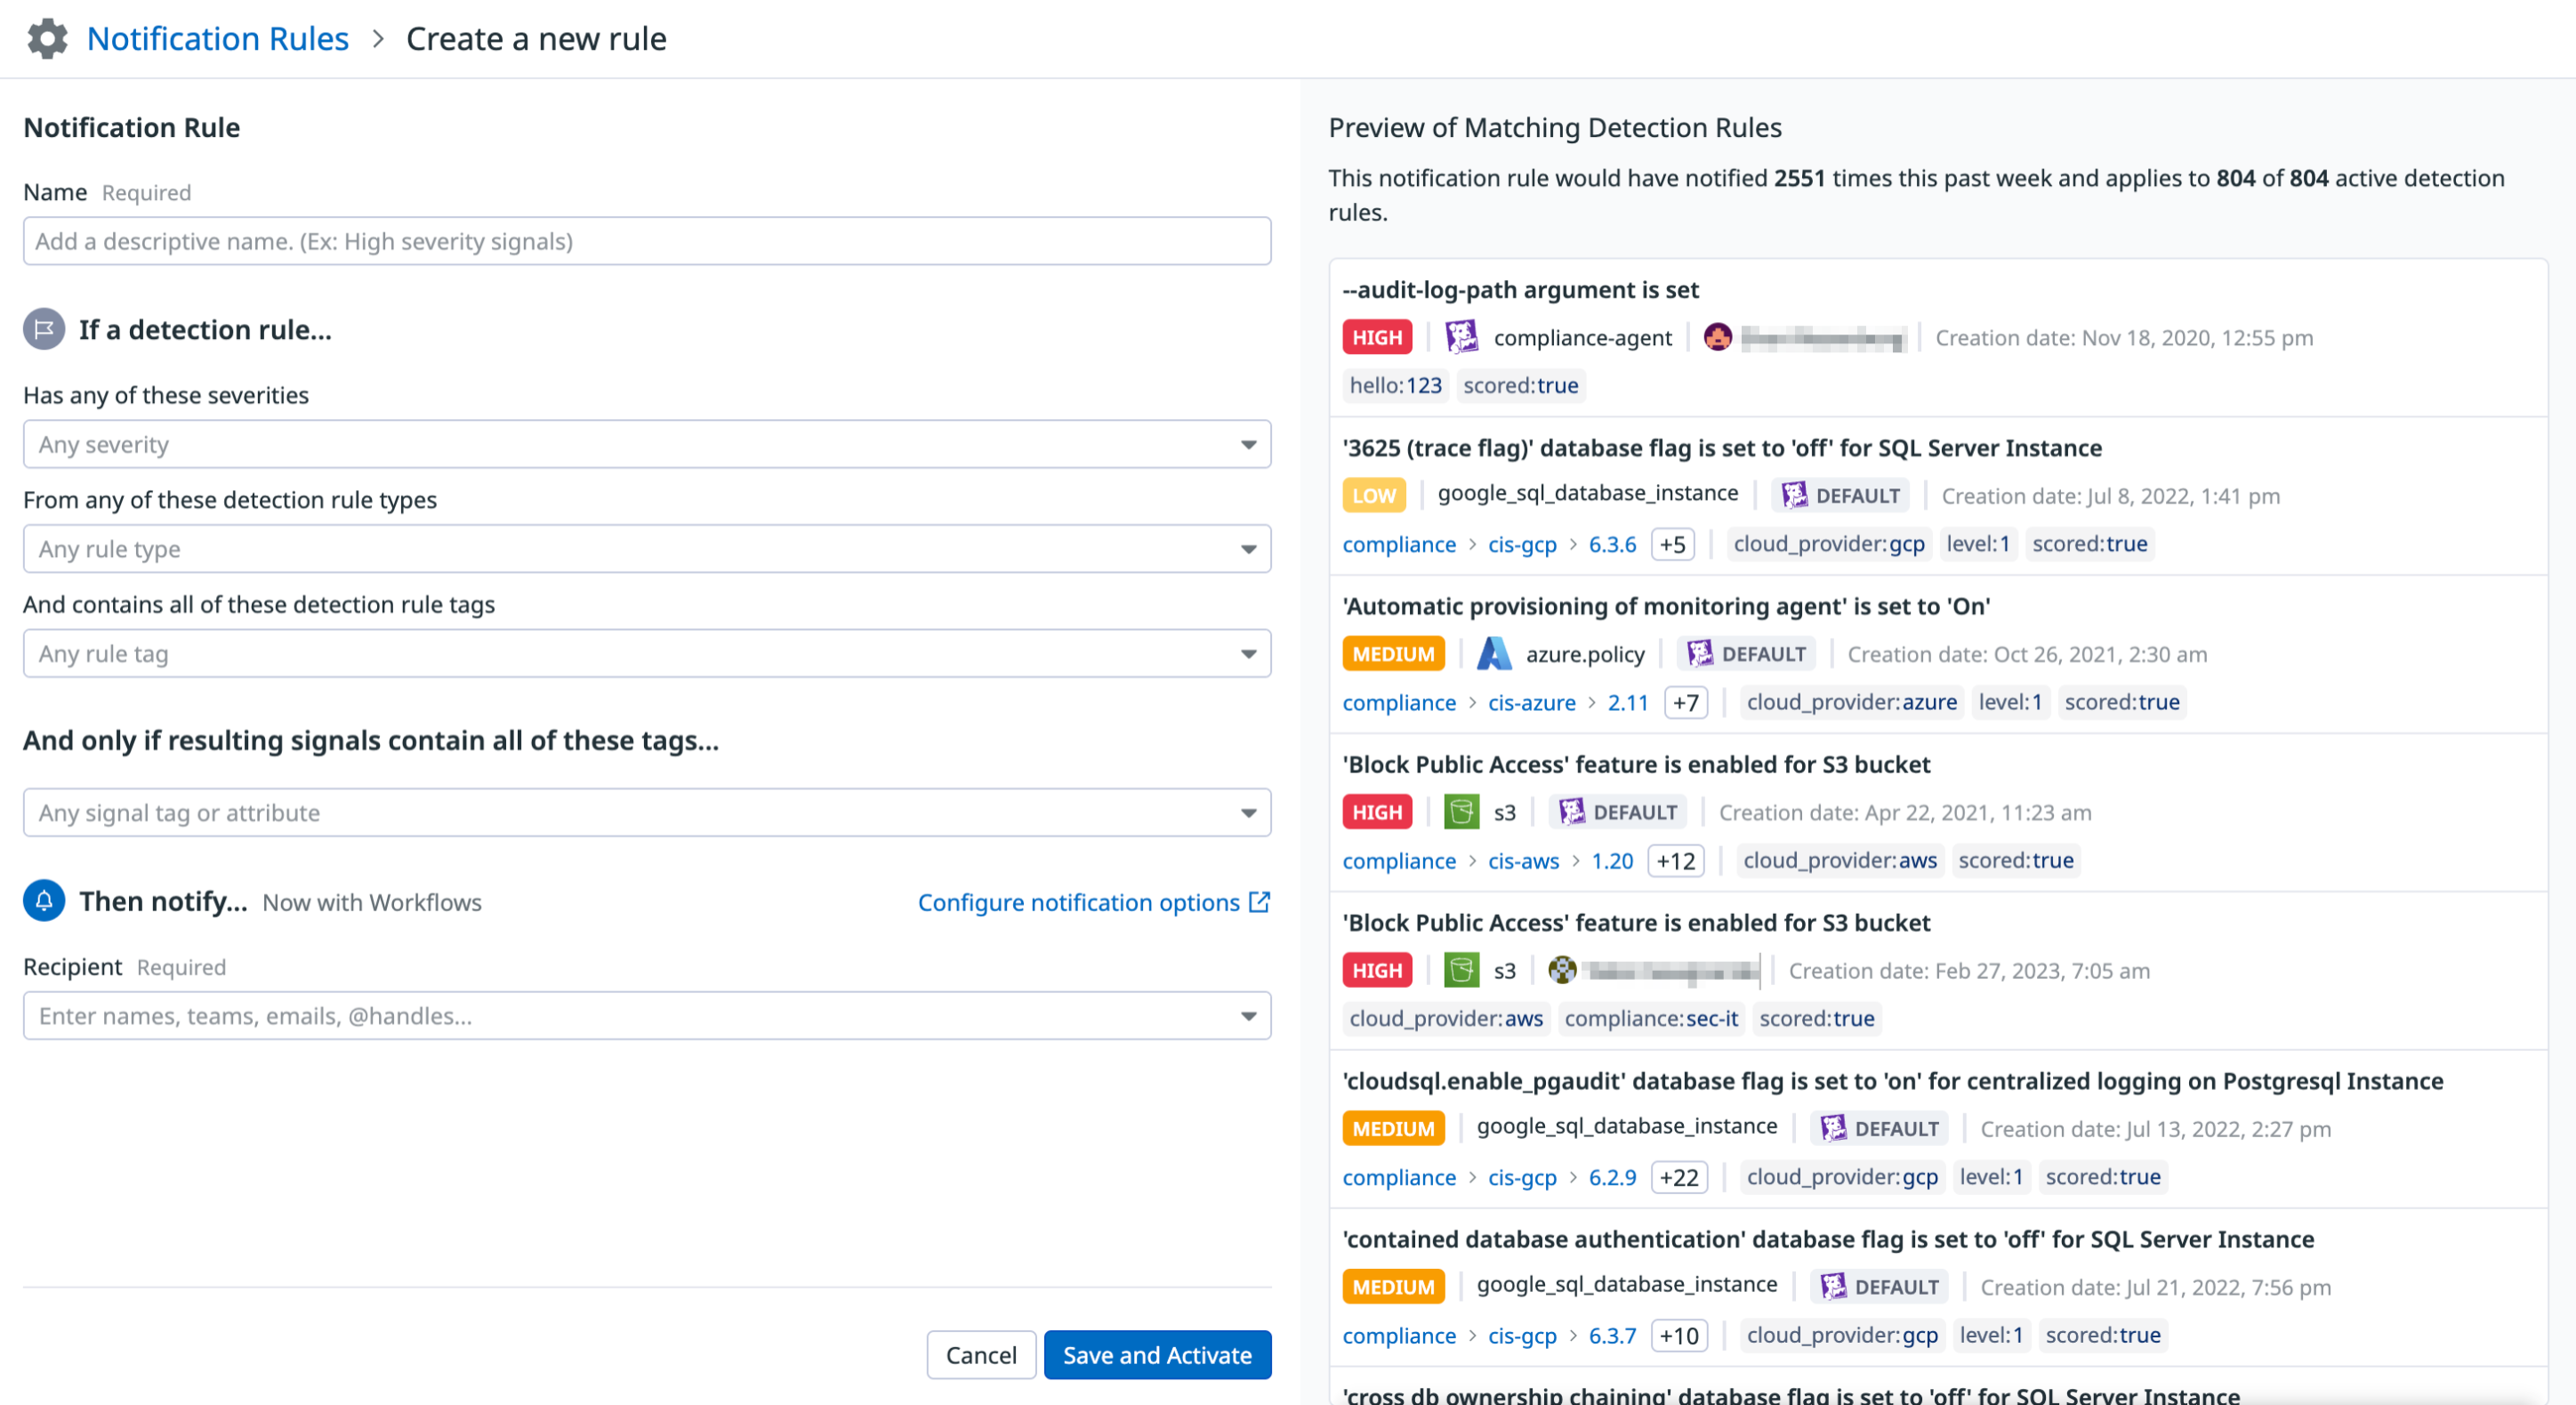 Notification Rules > Create a new rule
Notification Rule
Name Required
Add a descriptive name. (Ex: High severity signals)
If a detection rule...
Has any of these severities
Any severity
From any of these detection rule types
Any rule type
And contains all of these detection rule tags
Any rule tag
And only if resulting signals contain all of these tags...
Any signal tag or attribute
Then notify... Now with Workflows Configure notification options
Recipient Required
Enter names, teams, emails, @handles...
Cancel Save and Activate
Preview of Matching Detection Rules
This notification rule would have notified 2551 times this past week and applies to 804 of 804 active detection
rules.
--audit-log-path argument is set
HIGH compliance-agent Creation date: Nov 18, 2020, 12:55 pm
hello:123 scored:true
'3625 (trace flag)' database flag is set to 'off' for SQL Server Instance
LOW google_sql_database_instance DEFAULT Creation date: Jul 8, 2022, 1:41 pm
compliance > cis-gcp > 6.3.6 +5 cloud_provider:gcp level:1 scored:true
'Automatic provisioning of monitoring agent' is set to 'On'
MEDIUM azure.policy DEFAULT Creation date: Oct 26, 2021, 2:30 am
compliance > cis-azure > 2.11 +7 cloud_provider:azure level:1 scored:true
'Block Public Access' feature is enabled for S3 bucket
HIGH s3 DEFAULT Creation date: Apr 22, 2021, 11:23 am
compliance > cis-aws > 1.20 +12 cloud_provider:aws scored:true
'Block Public Access' feature is enabled for S3 bucket
HIGH s3 Creation date: Feb 27, 2023, 7:05 am
cloud_provider:aws compliance:sec-it scored:true
'cloudsql.enable_pgaudit' database flag is set to 'on' for centralized logging on Postgresql Instance
MEDIUM google_sql_database_instance DEFAULT Creation date: Jul 13, 2022, 2:27 pm
compliance > cis-gcp > 6.2.9 +22 cloud_provider:gcp level:1 scored:true
'contained database authentication' database flag is set to 'off' for SQL Server Instance
MEDIUM google_sql_database_instance DEFAULT Creation date: Jul 21, 2022, 7:56 pm
compliance > cis-gcp > 6.3.7 +10 cloud_provider:gcp level:1 scored:true
'cross db ownership chaining' database flag is set to 'off' for SQL Server Instance